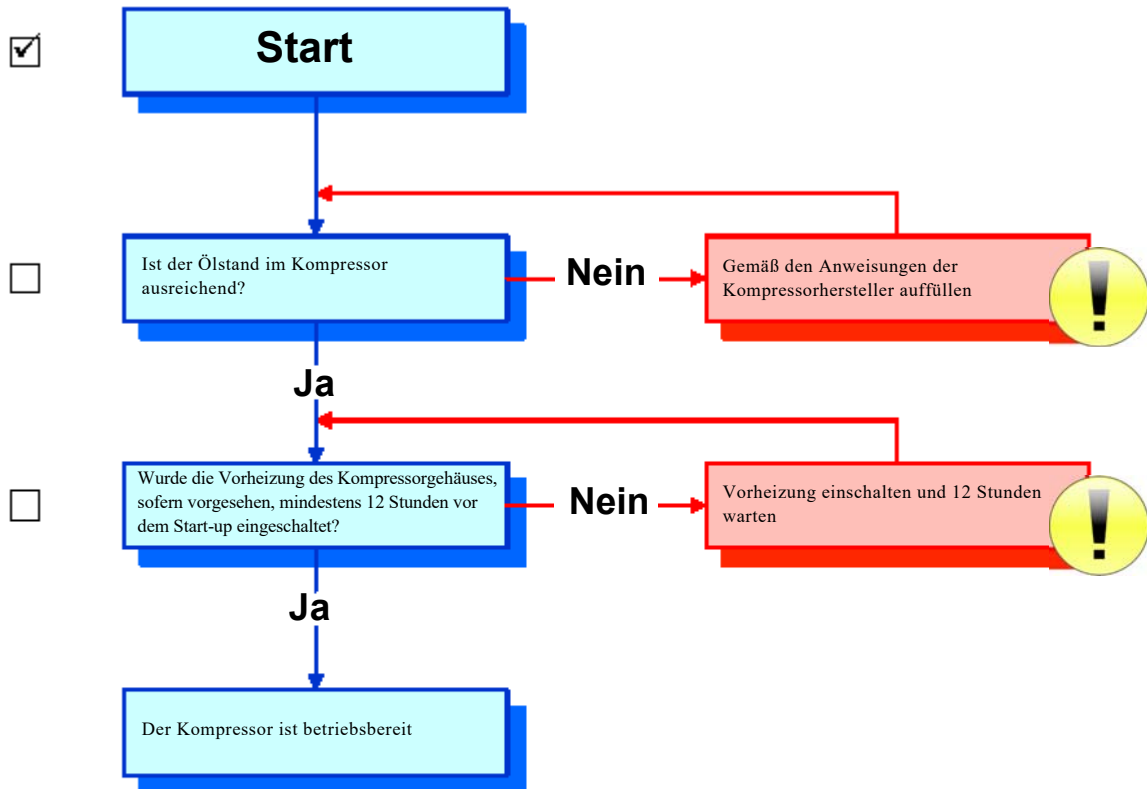 Start
Ist der Ölstand im Kompressor
ausreichend?
Nein
Gemäß den Anweisungen der
Kompressorhersteller auffüllen
Ja
Wurde die Vorheizung des Kompressorgehäuses,
sofern vorgesehen, mindestens 12 Stunden vor
dem Start-up eingeschaltet?
Nein
Vorheizung einschalten und 12 Stunden
warten
Ja
Der Kompressor ist betriebsbereit